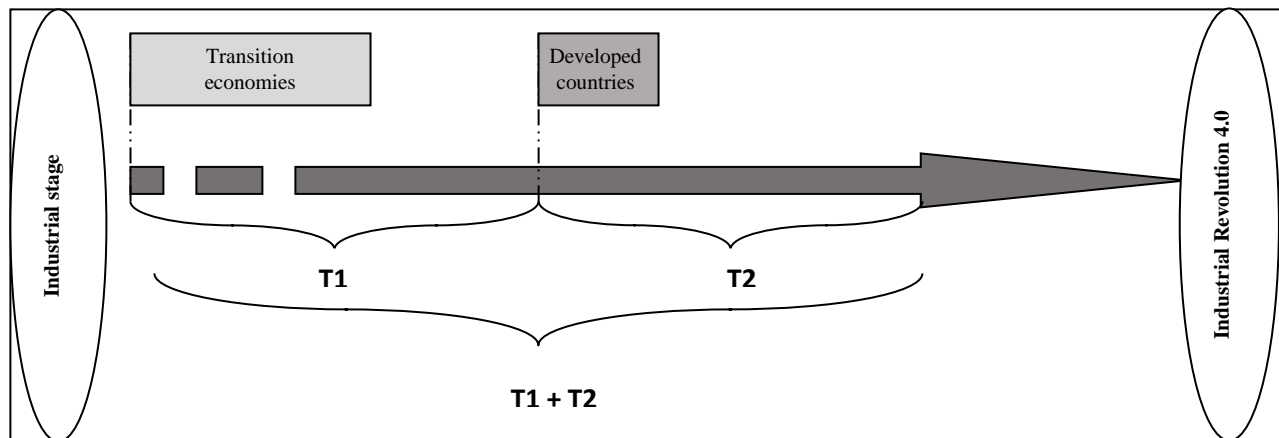 Transition
economies
Developed
countries
Industrial stage
Industrial Revolution 4.0
T1
T2
T1 + T2